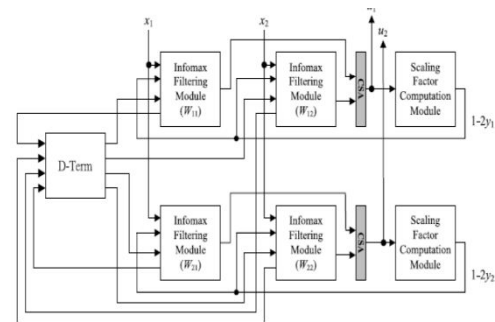 x1
x2
u2
Infomax
Filtering
Module
(W11)
Infomax
Filtering
Module
(W12)
CSA
Scaling
Factor
Computation
Module
1-2y1
D-Term
Infomax
Filtering
Module
(W21)
Infomax
Filtering
Module
(W22)
CSA
Scaling
Factor
Computation
Module
1-2y2